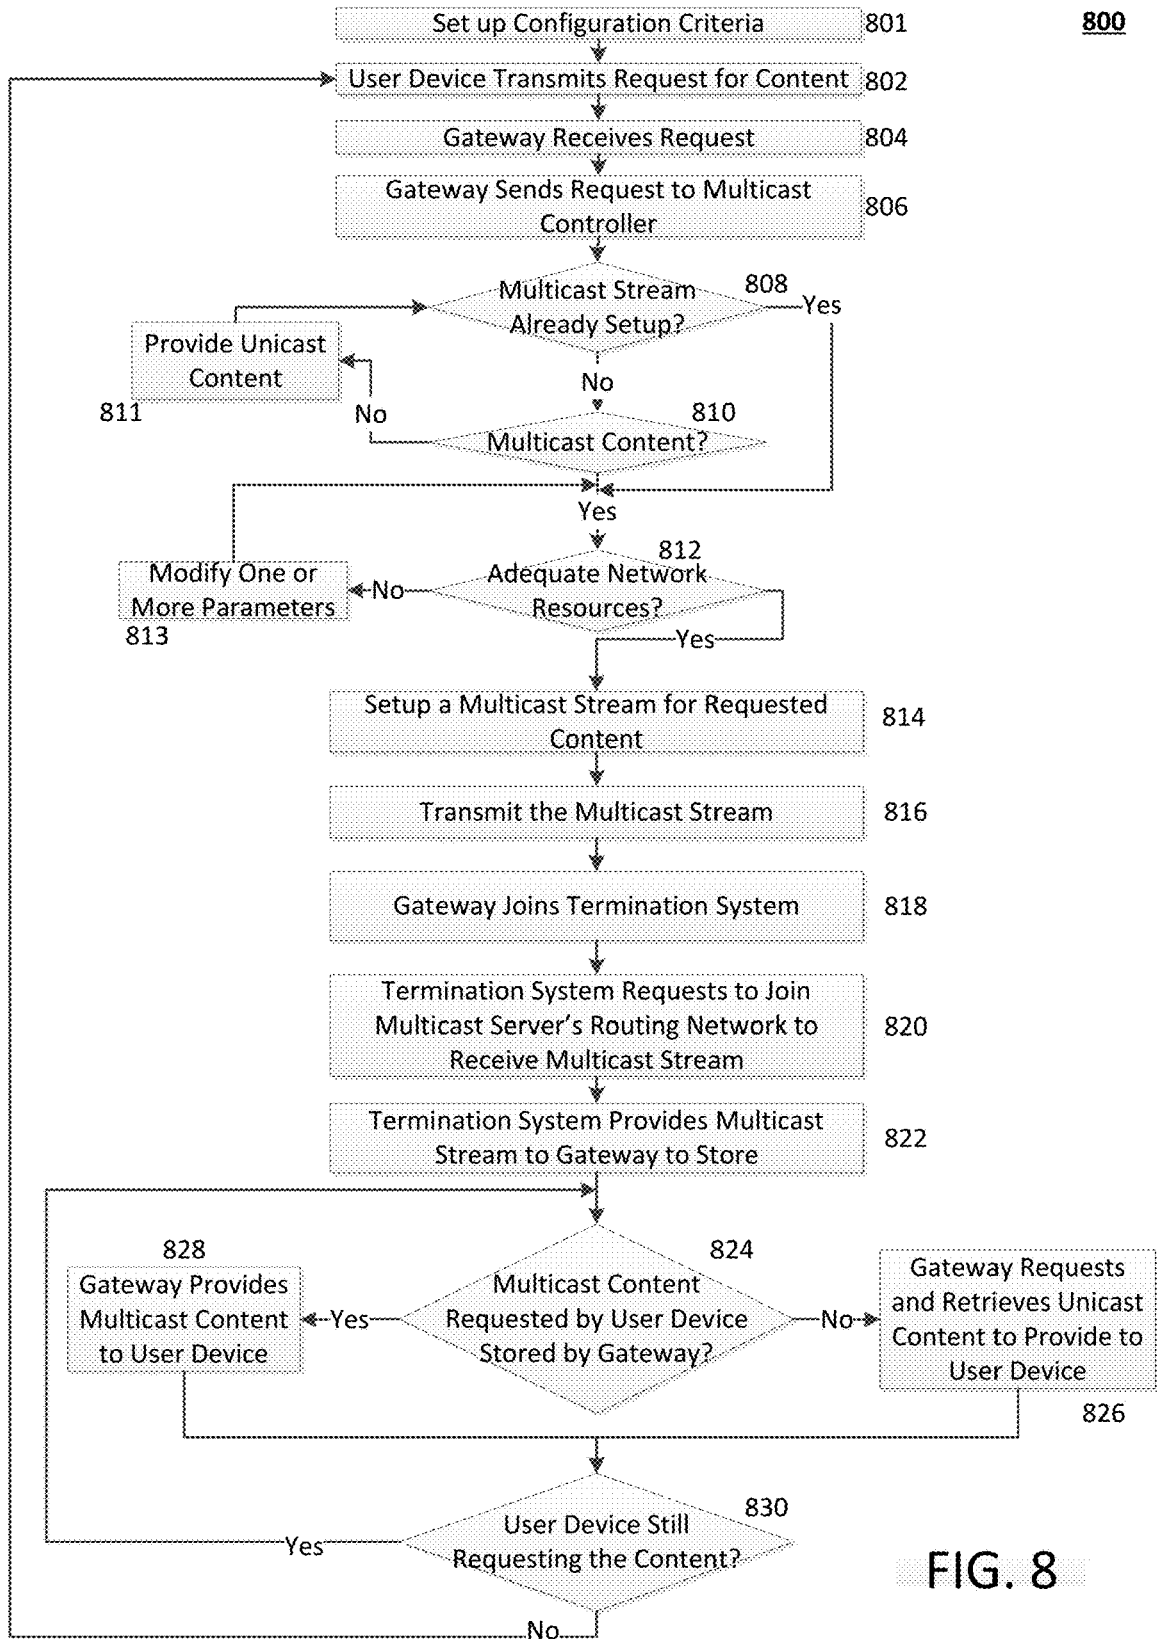 800
Set up Configuration Criteria
801
User Device Transmits Request for Content
802
Gateway Receives Request
804
Gateway Sends Request to Multicast
Controller
806
Multicast Stream
Already Setup?
808
Yes
Provide Unicast
Content
811
No
No
810
Multicast Content?
Yes
812
Adequate Network
Resources?
Modify One or
More Parameters
813
No
Yes
Setup a Multicast Stream for Requested
Content
814
Transmit the Multicast Stream
816
Gateway Joins Termination System
818
Termination System Requests to Join
Multicast Server's Routing Network to
Receive Multicast Stream
820
Termination System Provides Multicast
Stream to Gateway to Store
822
828
Gateway Provides
Multicast Content
to User Device
Yes
824
Multicast Content
Requested by User Device
Stored by Gateway?
No
Gateway Requests
and Retrieves Unicast
Content to Provide to
User Device
826
830
User Device Still
Requesting the Content?
Yes
No
FIG. 8